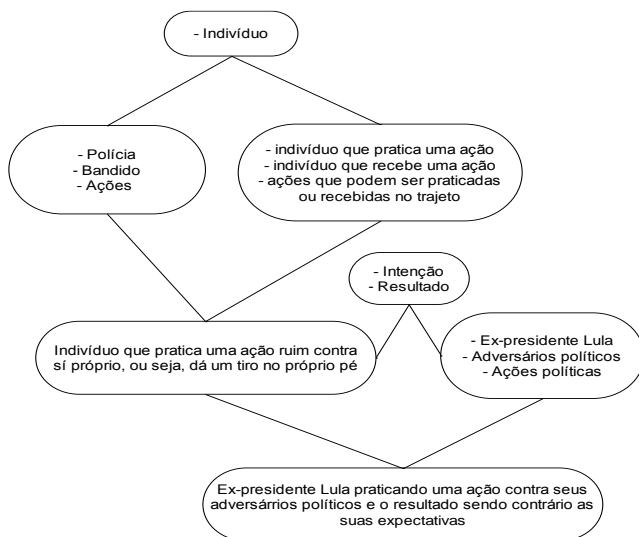 - Indivíduo
- Polícia
- Bandido
- Ações
- indivíduo que pratica uma ação
- indivíduo que recebe uma ação
- ações que podem ser praticadas
ou recebidas no trajeto
- Intenção
- Resultado
Indivíduo que pratica uma ação ruim contra
sí próprio, ou seja, dá um tiro no próprio pé
- Ex-presidente Lula
- Adversários políticos
- Ações políticas
Ex-presidente Lula praticando uma ação contra seus
adversárrios políticos e o resultado sendo contrário as
suas expectativas